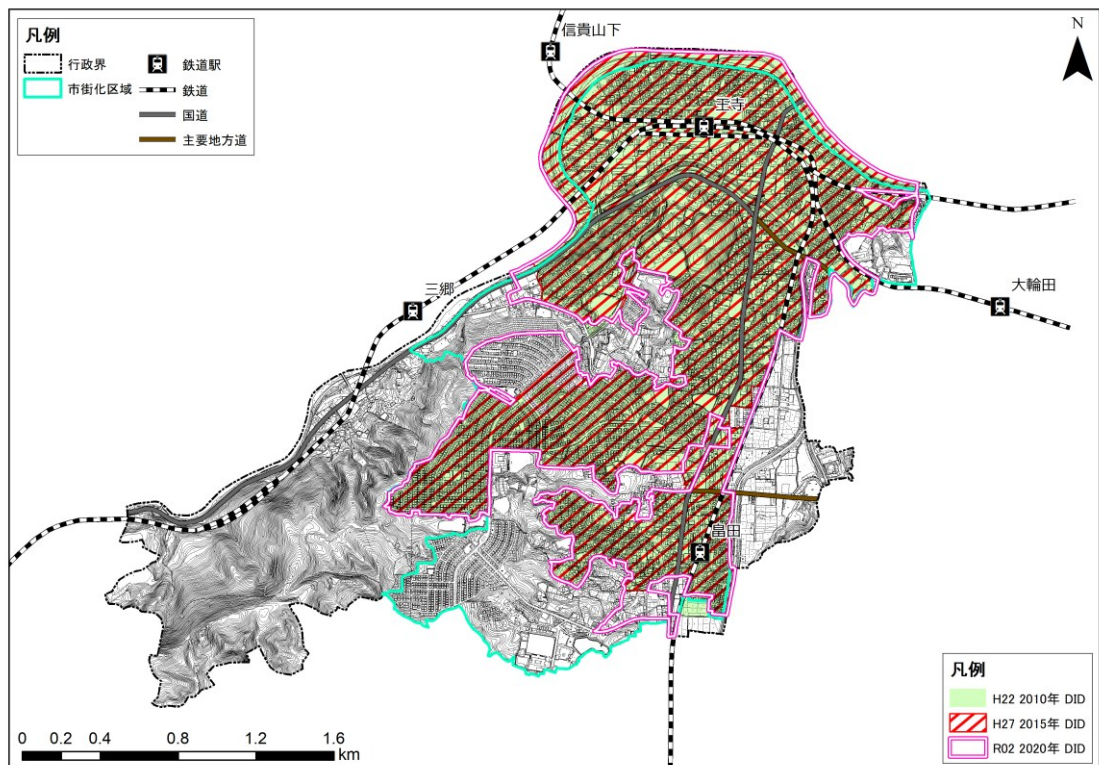 凡例
行政界
鉄道駅
市街化区域
鉄道
国道
主要地方道
信貴山下
N
王寺
三郷
大輪田
畠田
凡例
H22 2010年 DID
H27 2015年 DID
R02 2020年 DID
0 0.2 0.4 0.8 1.2 1.6
km